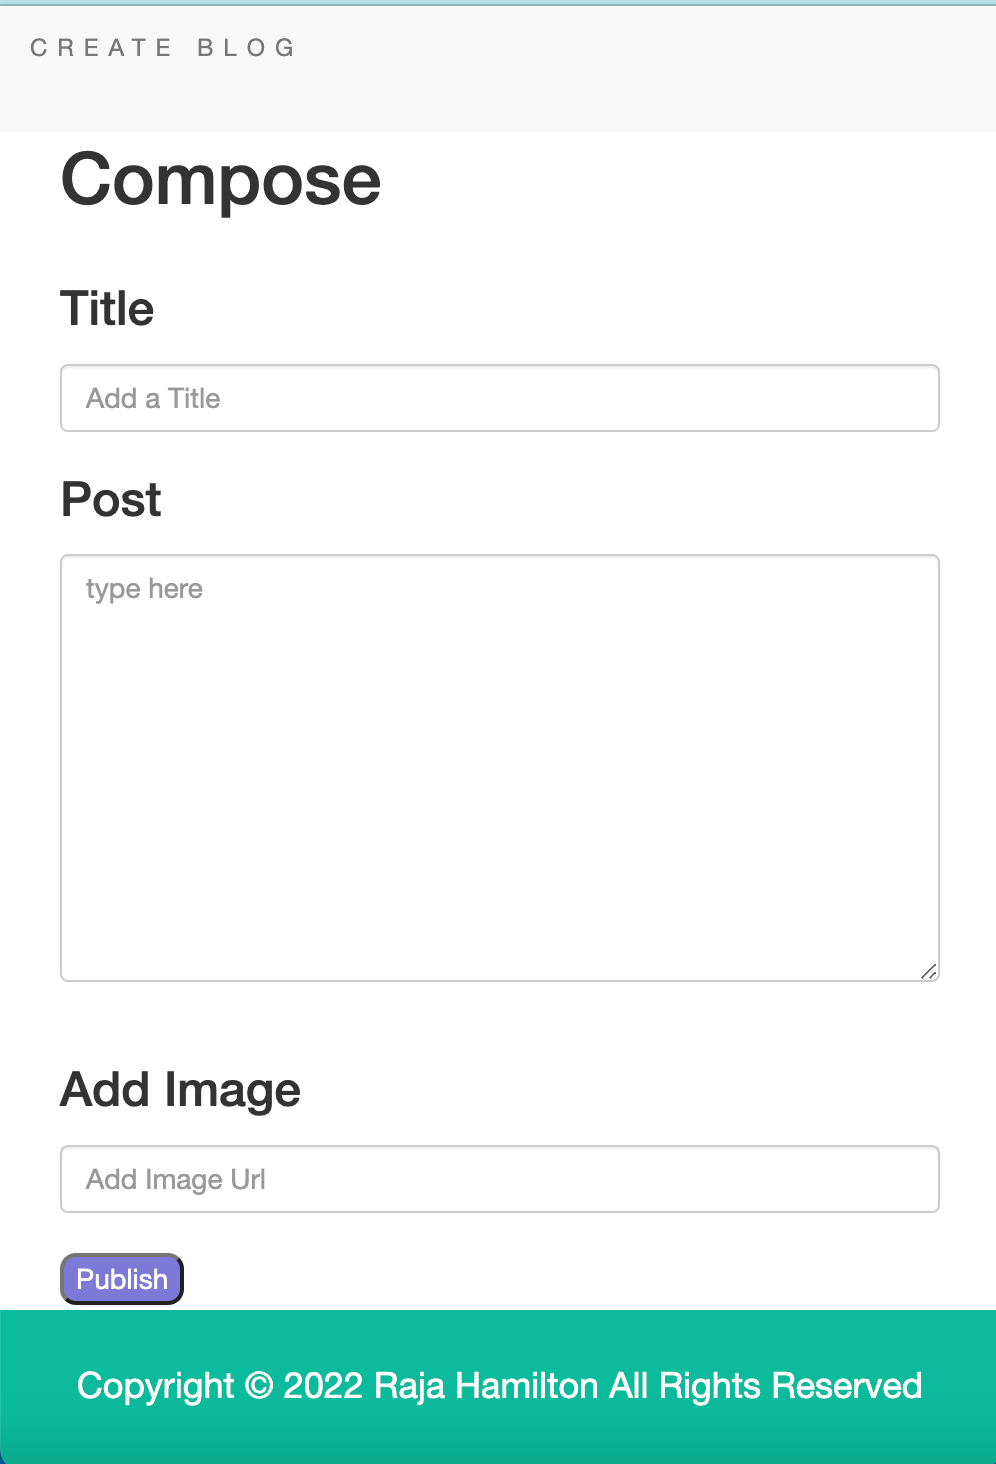 CREATE BLOG
Compose
Title
Add a Title
Post
type here
Add Image
Add Image Url
Publish
Copyright © 2022 Raja Hamilton All Rights Reserved